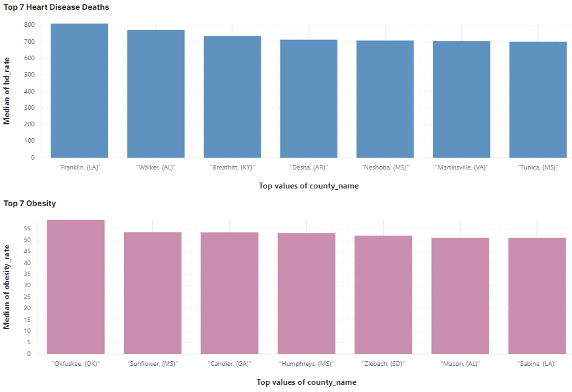 Top 7 Heart Disease Deaths
Median of hd_rate
800
700
600
500
400
300
200
100
0
"Franklin, (LA)" "Walker, (AL)" "Breathitt, (KY)" "Desha, (AR)" "Neshoba, (MS)" "Martinsville, (VA)" "Tunica, (MS)"
Top values of county_name
Top 7 Obesity
Median of obesity_rate
55
50
45
40
35
30
25
20
15
10
5
0
"Okfuskee, (OK)" "Sunflower, (MS)" "Candler, (GA)" "Humphreys, (MS)" "Ziebach, (SD)" "Macon, (AL)" "Sabine, (LA)"
Top values of county_name